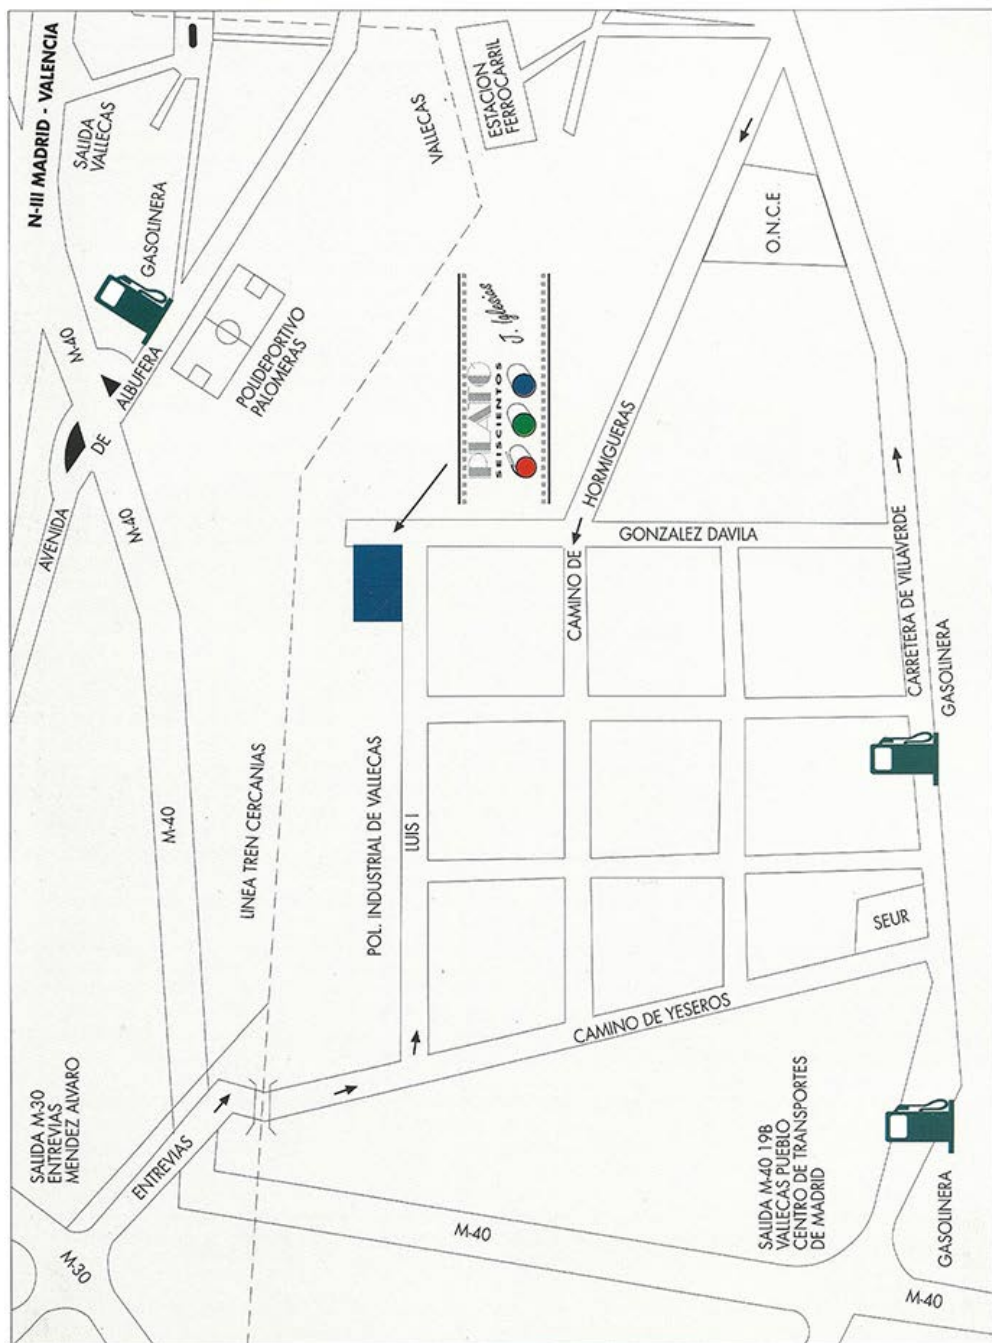 N-III MADRID - VALENCIA
SALIDA
VALLECAS
GASOLINERA
M-40
AVENIDA
DE
ALBUFERA
M-40
POLIDEPORTIVO
PALOMERAS
VALLECAS
ESTACION
FERROCARRIL
O.N.C.E
PLATO
SEISCIENTOS
J. Iglesias
HORMIGUERAS
CAMINO DE
GONZALEZ DAVILA
CARRETERA DE VILLAVERDE
GASOLINERA
M-40
LINEA TREN CERCANIAS
POL. INDUSTRIAL DE VALLECAS
LUIS I
SEUR
CAMINO DE YESEROS
SALIDA M-30
ENTREVIAS
MENDEZ ALVARO
ENTREVIAS
M-30
M-40
SALIDA M-40 19B
VALLECAS PUEBLO
CENTRO DE TRANSPORTES
DE MADRID
GASOLINERA
M-40